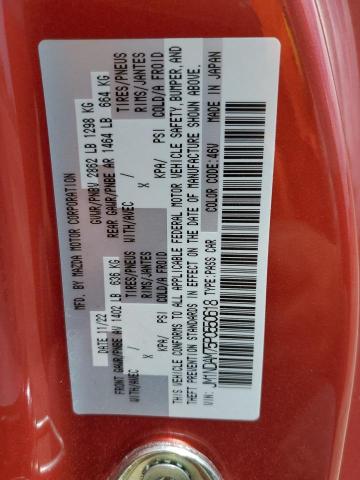 MFD. BY MAZDA MOTOR CORPORATION
DATE 11/22 GVWR/PNBV 2862 LB 1298 KG
FRONT GAWR/PNBE AV 1402 LB 636 KG REAR GAWR/PNBE AR 1464 LB 664 KG
WITH/AVEC TIRES/PNEUS WITH/AVEC TIRES/PNEUS
X RIMS/JANTES X RIMS/JANTES
KPA/ PSI COLD/A FROID KPA/ PSI COLD/A FROID
THIS VEHICLE CONFORMS TO ALL APPLICABLE FEDERAL MOTOR VEHICLE SAFETY, BUMPER, AND
THEFT PREVENTION STANDARDS IN EFFECT ON THE DATE OF MANUFACTURE SHOWN ABOVE.
VIN: JM1NDAM75P0550618 TYPE:PASS CAR COLOR CODE:46V MADE IN JAPAN